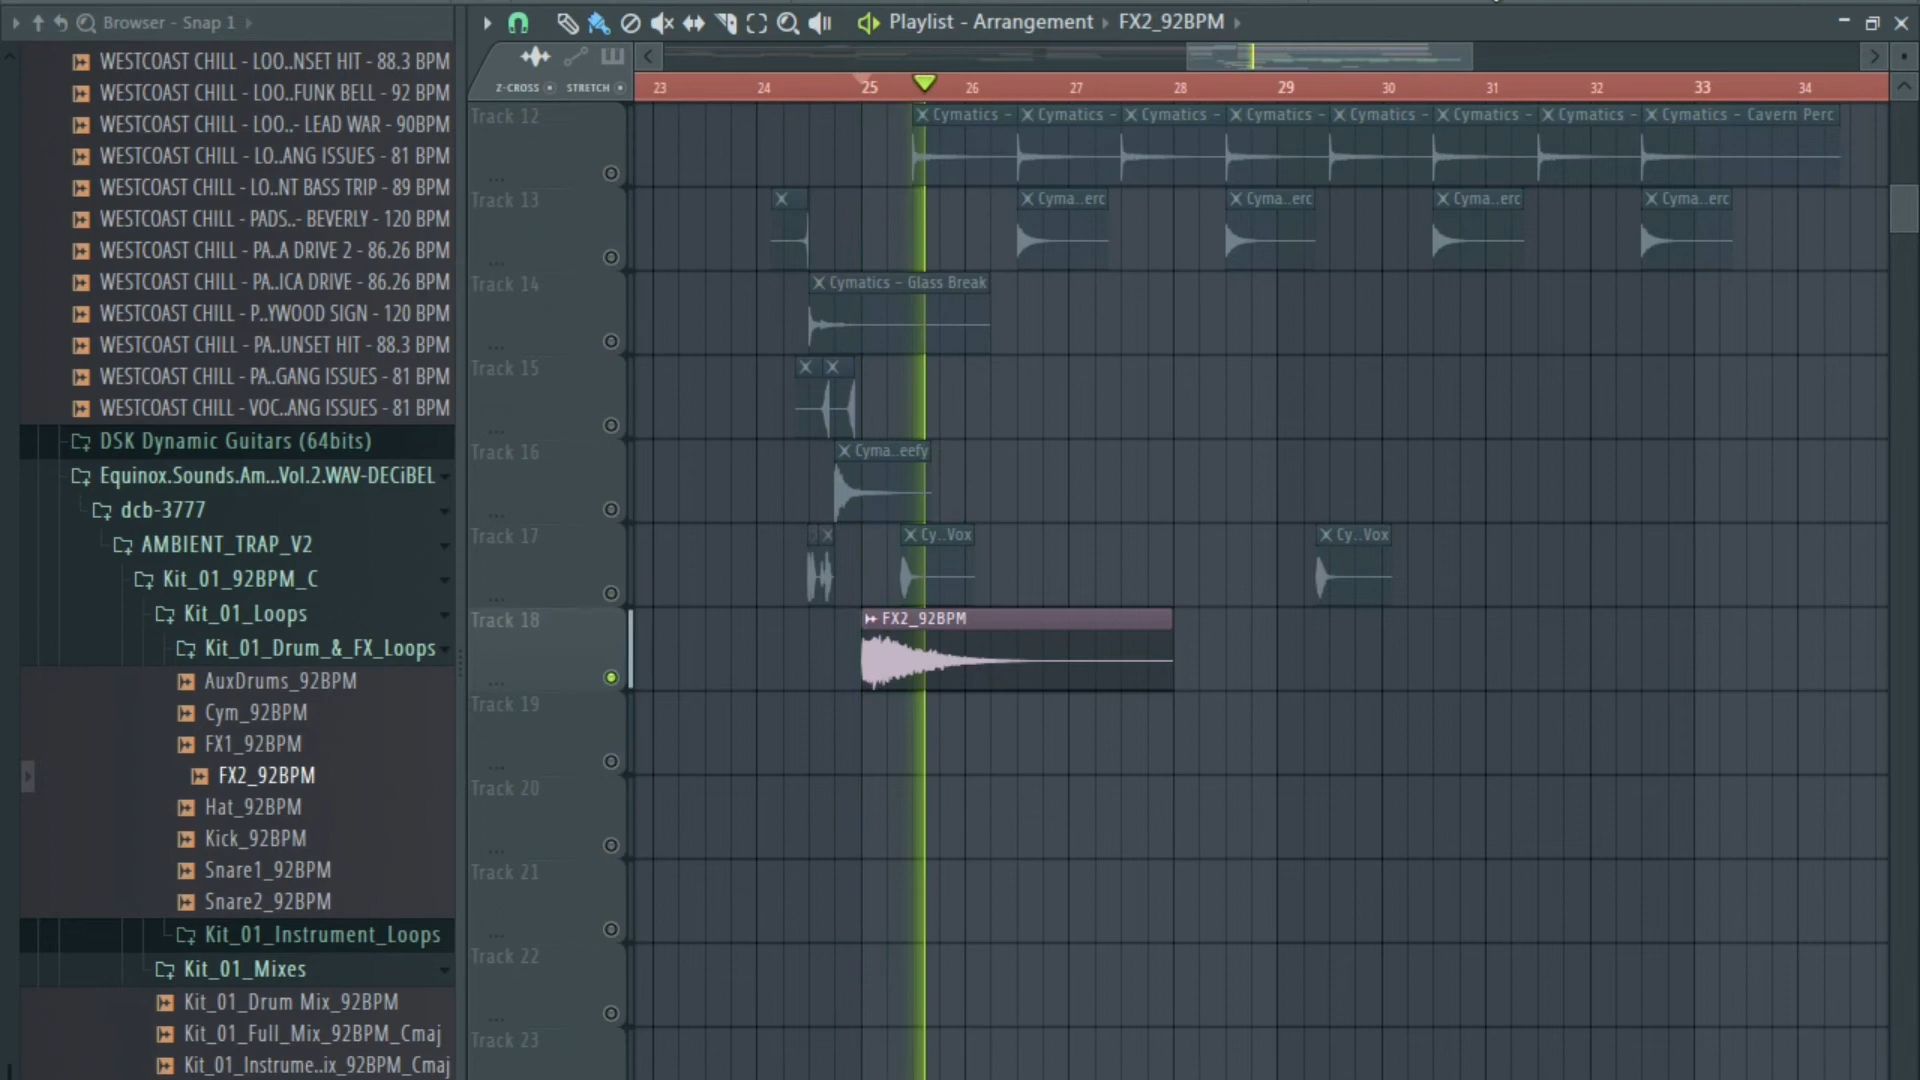 Browser - Snap 1
WESTCOAST CHILL - LOO..NSET HIT - 88.3 BPM
WESTCOAST CHILL - LOO..FUNK BELL - 92 BPM
WESTCOAST CHILL - LOO..- LEAD WAR - 90BPM
WESTCOAST CHILL - LO..ANG ISSUES - 81 BPM
WESTCOAST CHILL - LO..NT BASS TRIP - 89 BPM
WESTCOAST CHILL - PADS..- BEVERLY - 120 BPM
WESTCOAST CHILL - PA..A DRIVE 2 - 86.26 BPM
WESTCOAST CHILL - PA..ICA DRIVE - 86.26 BPM
WESTCOAST CHILL - P..YWOOD SIGN - 120 BPM
WESTCOAST CHILL - PA..UNSET HIT - 88.3 BPM
WESTCOAST CHILL - PA..GANG ISSUES - 81 BPM
WESTCOAST CHILL - VOC..ANG ISSUES - 81 BPM
DSK Dynamic Guitars (64bits)
Equinox.Sounds.Am...Vol.2.WAV-DECiBEL
dcb-3777
AMBIENT_TRAP_V2
Kit_01_92BPM_C
Kit_01_Loops
Kit_01_Drum_&_FX_Loops
AuxDrums_92BPM
Cym_92BPM
FX1_92BPM
FX2_92BPM
Hat_92BPM
Kick_92BPM
Snare1_92BPM
Snare2_92BPM
Kit_01_Instrument_Loops
Kit_01_Mixes
Kit_01_Drum Mix_92BPM
Kit_01_Full_Mix_92BPM_Cmaj
Kit_01_Instrume..ix_92BPM_Cmaj
Playlist - Arrangement › FX2_92BPM
Z-CROSS STRETCH
23 24 25 26 27 28 29 30 31 32 33 34
Track 12
Cymatics - Cymatics - Cymatics - Cymatics - Cymatics - Cymatics - Cymatics - Cymatics - Cavern Perc
Track 13
Cyma..erc Cyma..erc Cyma..erc Cyma..erc
Track 14
Cymatics - Glass Break
Track 15
Track 16
Cyma..eefy
Track 17
Cy..Vox Cy..Vox
Track 18
FX2_92BPM
Track 19
Track 20
Track 21
Track 22
Track 23